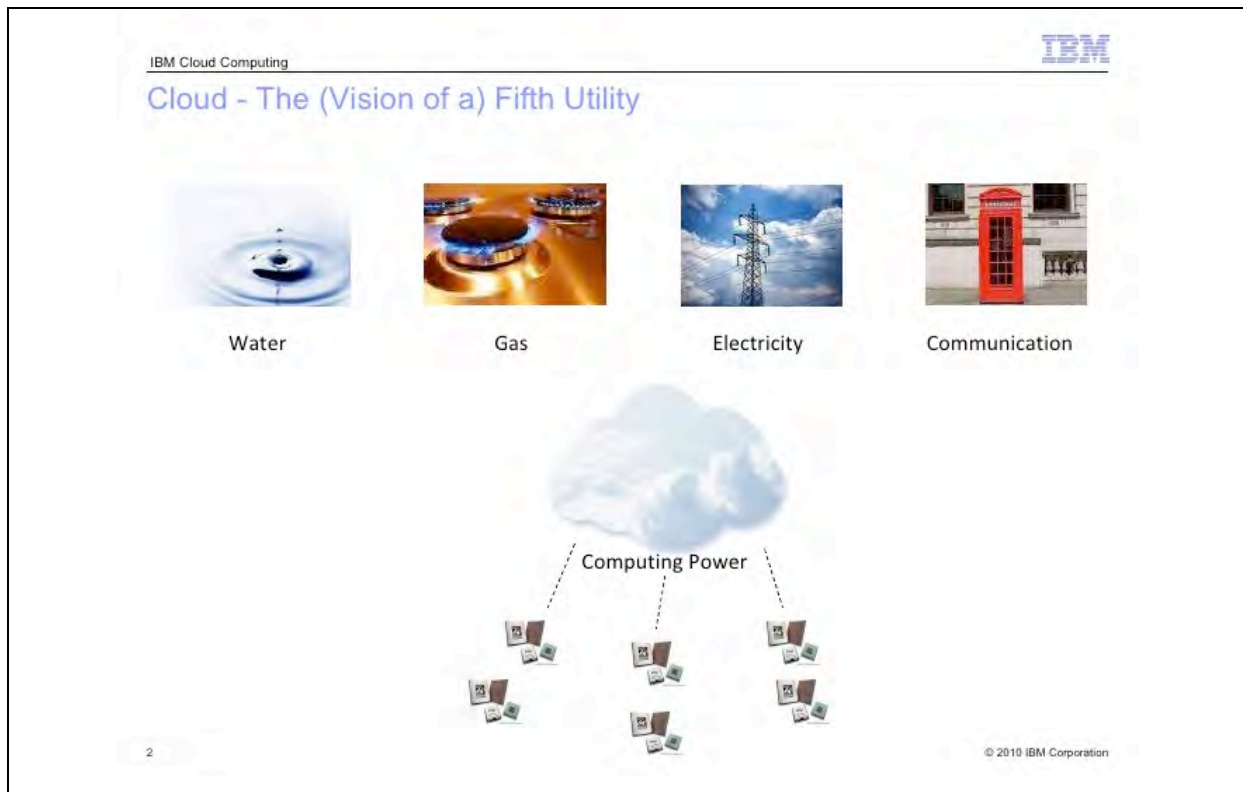 IBM Cloud Computing
IBM
Cloud - The (Vision of a) Fifth Utility
Water
Gas
Electricity
Communication
Computing Power
2
© 2010 IBM Corporation